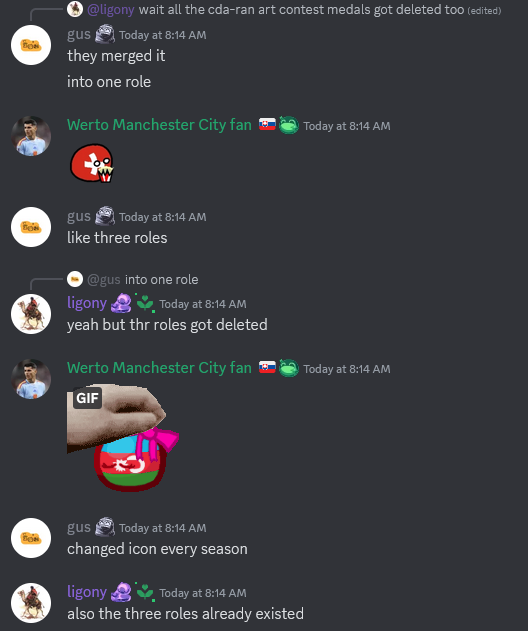 @ligony wait all the cda-ran art contest medals got deleted too (edited)
gus Today at 8:14 AM
they merged it
into one role
Werto Manchester City fan Today at 8:14 AM
gus Today at 8:14 AM
like three roles
@gus into one role
ligony Today at 8:14 AM
yeah but thr roles got deleted
Werto Manchester City fan Today at 8:14 AM
GIF
gus Today at 8:14 AM
changed icon every season
ligony Today at 8:14 AM
also the three roles already existed